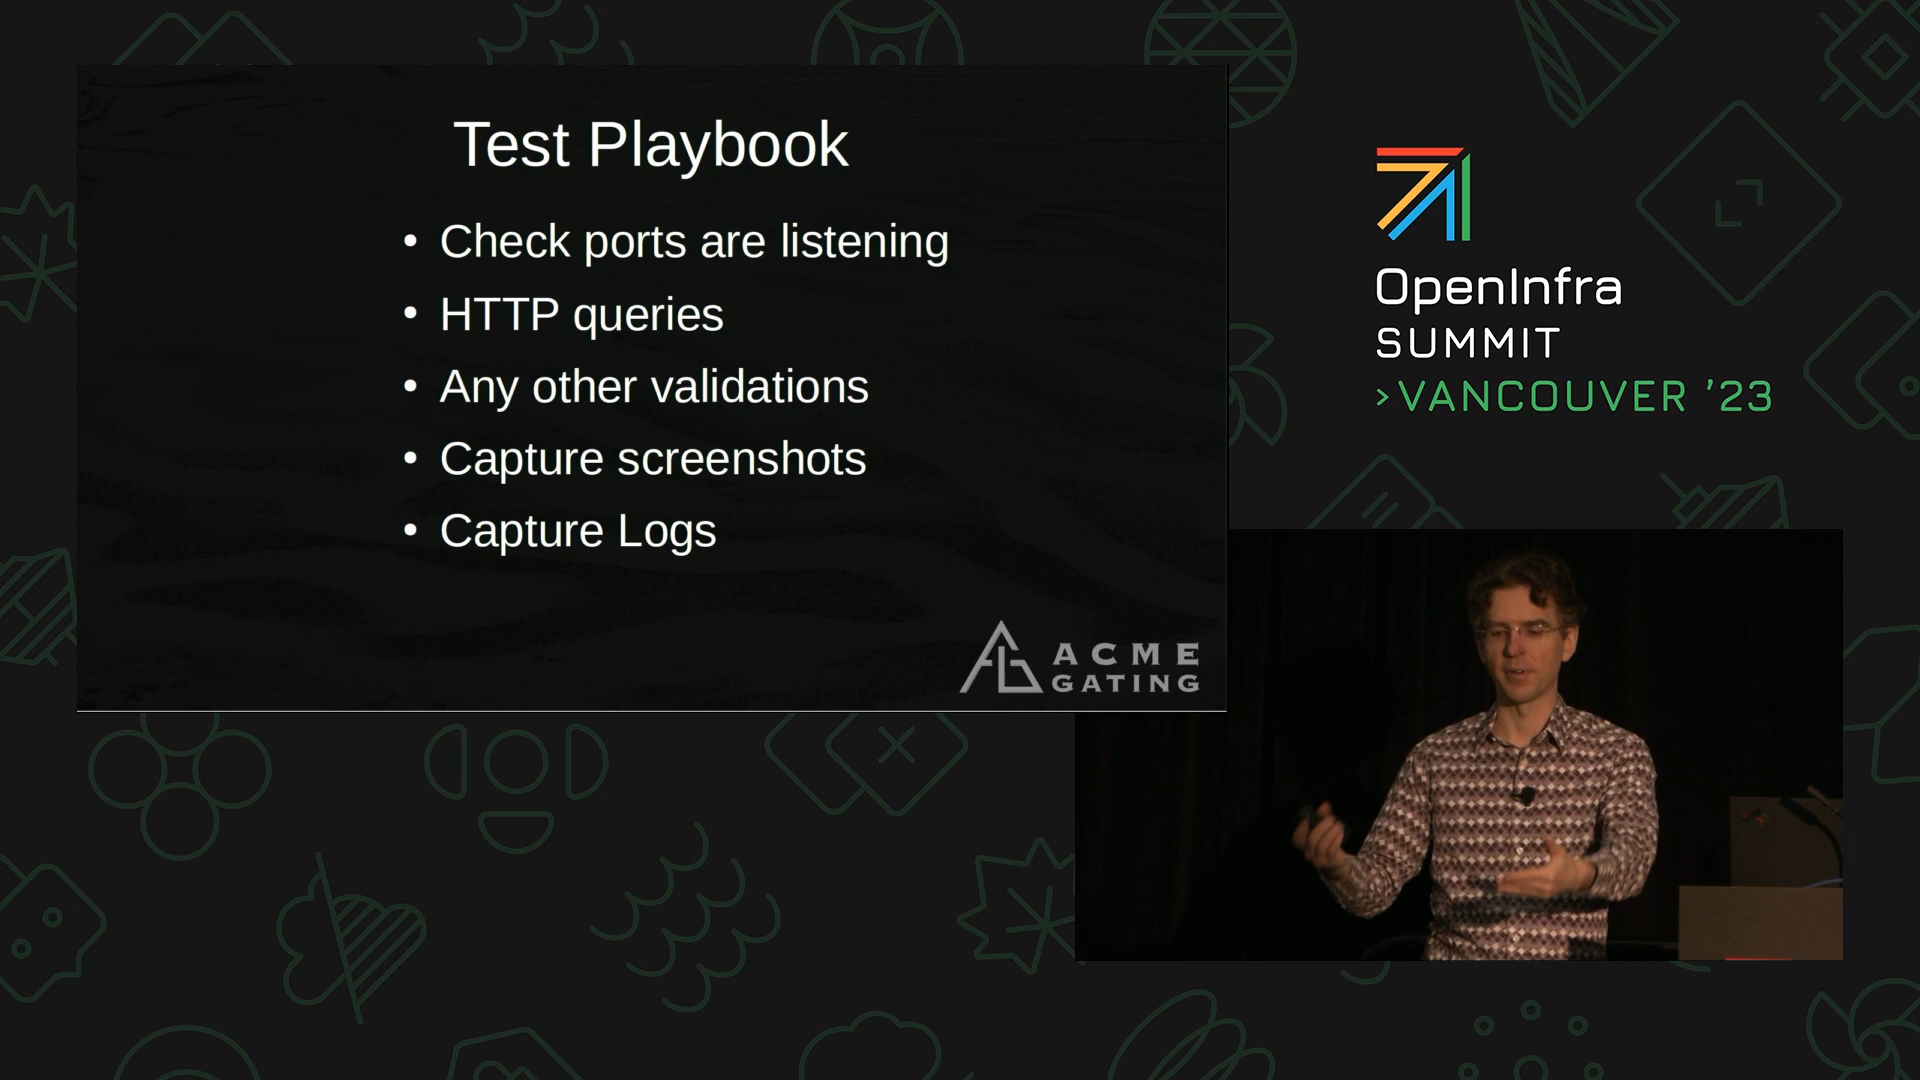 Test Playbook
• Check ports are listening
• HTTP queries
• Any other validations
• Capture screenshots
• Capture Logs
ACME
GATING
OpenInfra
SUMMIT
>VANCOUVER '23